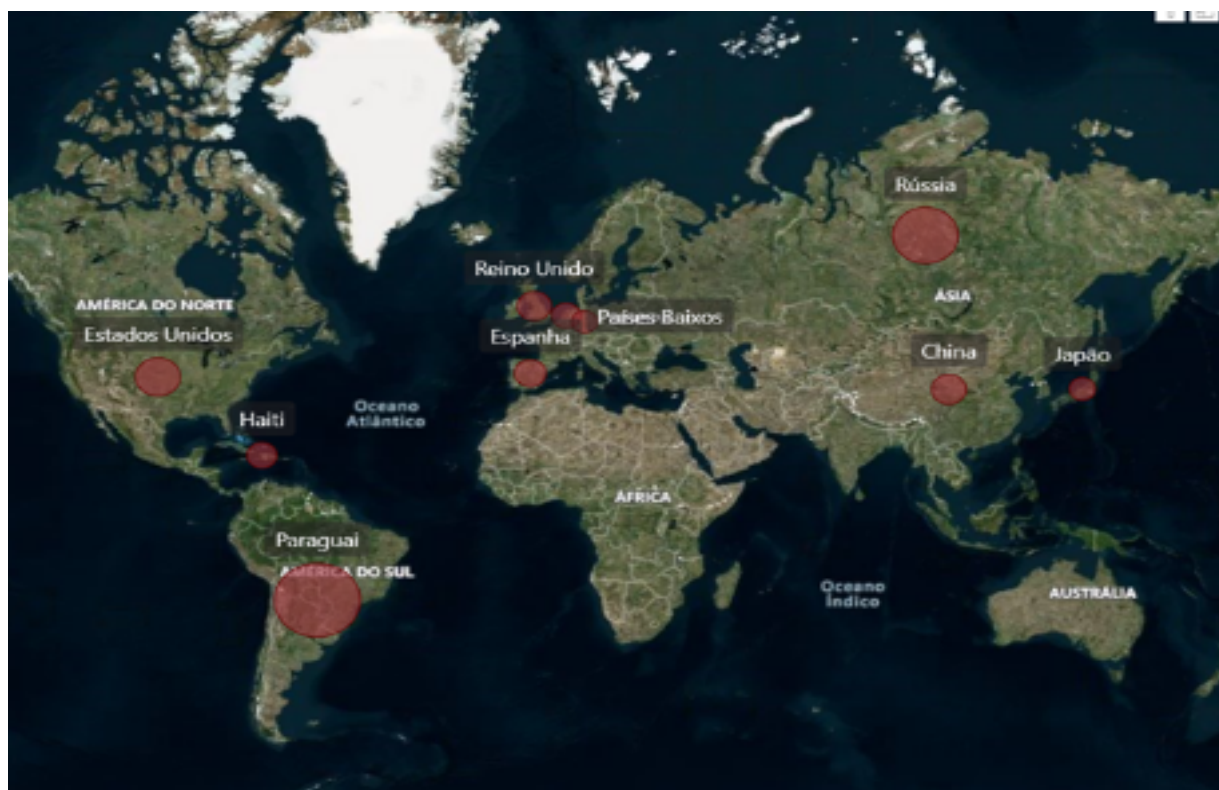 Rússia
Reino Unido
ÁSIA
AMÉRICA DO NORTE
Países-Baixos
Estados Unidos
Espanha
China
Japão
Oceano
Atlântico
Haiti
ÁFRICA
Paraguai
AMÉRICA DO SUL
Oceano
Índico
AUSTRÁLIA